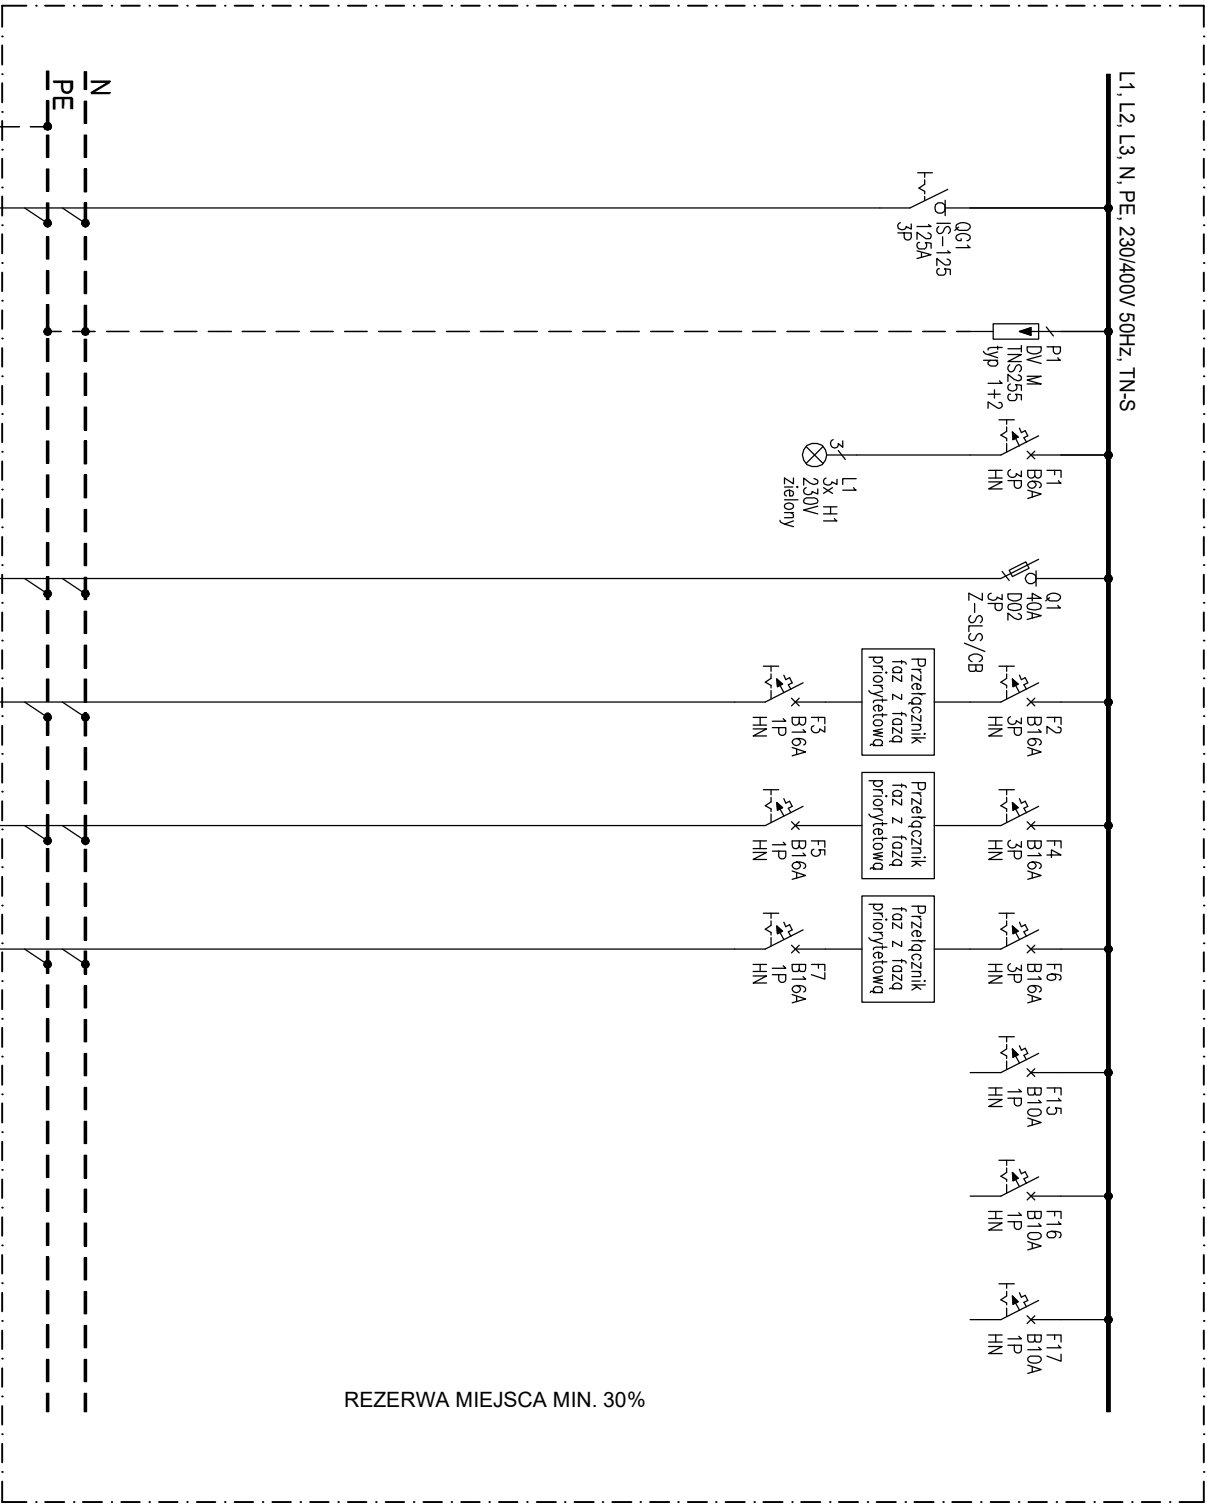 L1, L2, L3, N, PE, 230/400V 50Hz, TN-S
N
PE
QG1
IS-125
125A
3P
P1
DV M
TNS255
typ 1+2
F1
B6A
3P
HN
3
L1
3x H1
230V
zielony
Q1
40A
D02
3P
Z-SLS/CB
F2
B16A
3P
HN
Przełącznik
faz z fazą
priorytetową
F3
B16A
1P
HN
F4
B16A
3P
HN
Przełącznik
faz z fazą
priorytetową
F5
B16A
1P
HN
F6
B16A
3P
HN
Przełącznik
faz z fazą
priorytetową
F7
B16A
1P
HN
F15
B10A
1P
HN
F16
B10A
1P
HN
F17
B10A
1P
HN
REZERWA MIEJSCA MIN. 30%